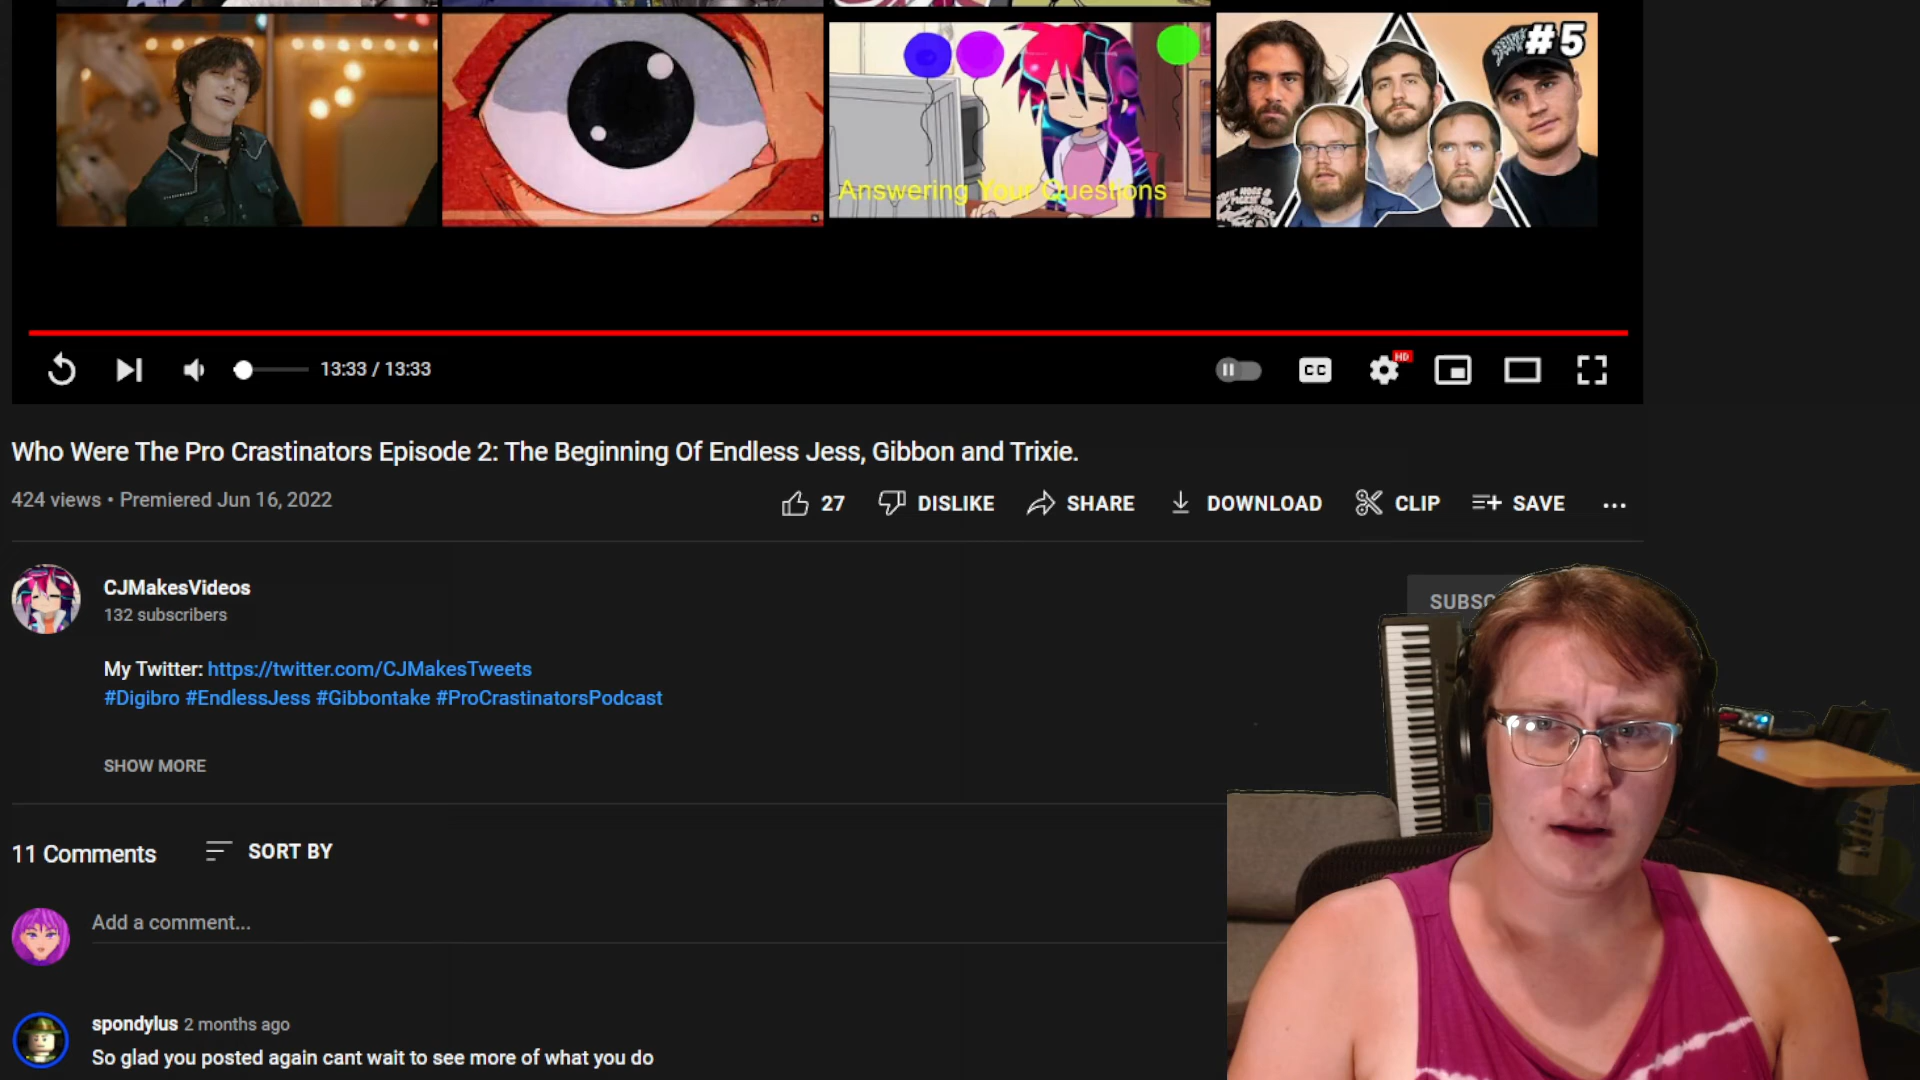 #5
Answering Your Questions
13:33 / 13:33
CC
HD
Who Were The Pro Crastinators Episode 2: The Beginning Of Endless Jess, Gibbon and Trixie.
424 views • Premiered Jun 16, 2022
27 DISLIKE SHARE DOWNLOAD CLIP SAVE ...
CJMakesVideos
132 subscribers
SUBSC
My Twitter: https://twitter.com/CJMakesTweets
#Digibro #EndlessJess #Gibbontake #ProCrastinatorsPodcast
SHOW MORE
11 Comments SORT BY
Add a comment...
spondylus 2 months ago
So glad you posted again cant wait to see more of what you do